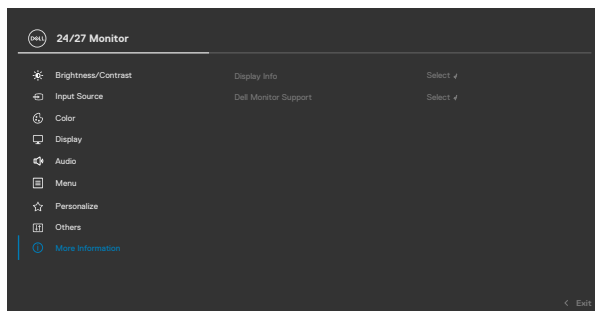 DELL 24/27 Monitor
Brightness/Contrast Display Info Select
Input Source Dell Monitor Support Select
Color
Display
Audio
Menu
Personalize
Others
More Information
Exit